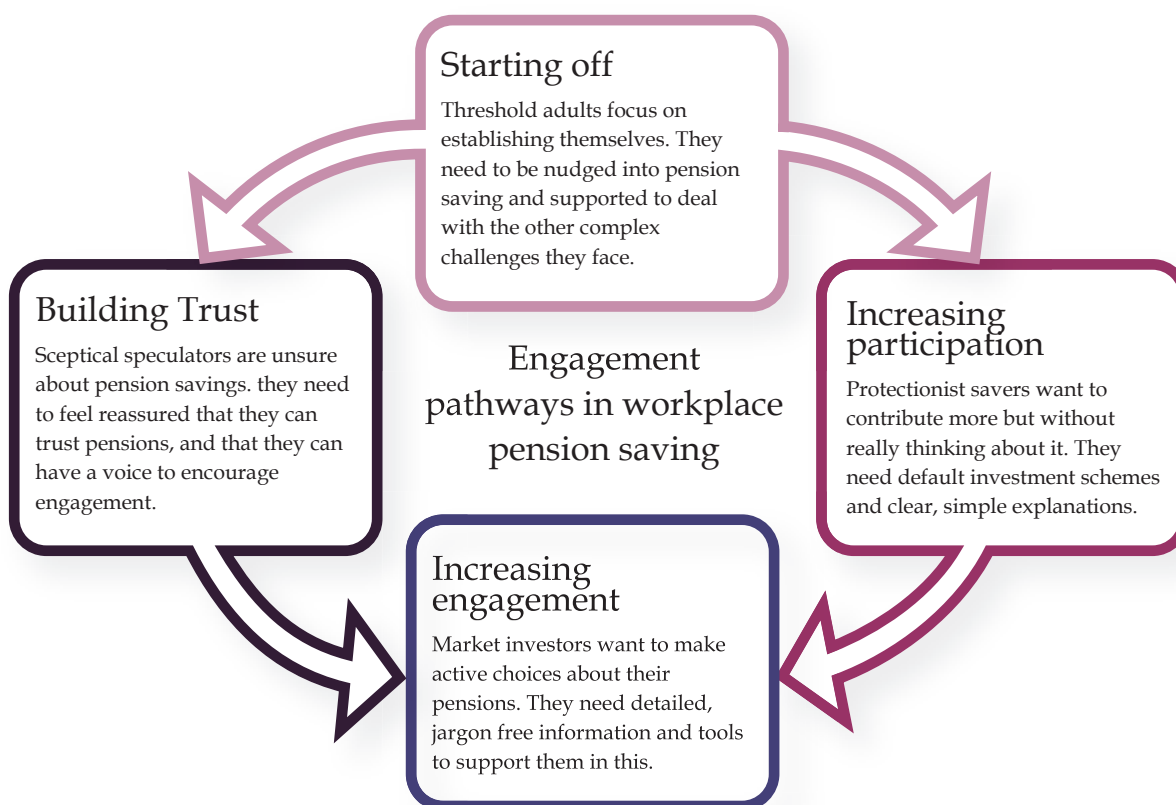 Starting off
Threshold adults focus on
establishing themselves. They
need to be nudged into pension
saving and supported to deal
with the other complex
challenges they face.
Building Trust
Sceptical speculators are unsure
about pension savings. they need
to feel reassured that they can
trust pensions, and that they can
have a voice to encourage
engagement.
Engagement
pathways in workplace
pension saving
Increasing
participation
Protectionist savers want to
contribute more but without
really thinking about it. They
need default investment schemes
and clear, simple explanations.
Increasing
engagement
Market investors want to make
active choices about their
pensions. They need detailed,
jargon free information and tools
to support them in this.